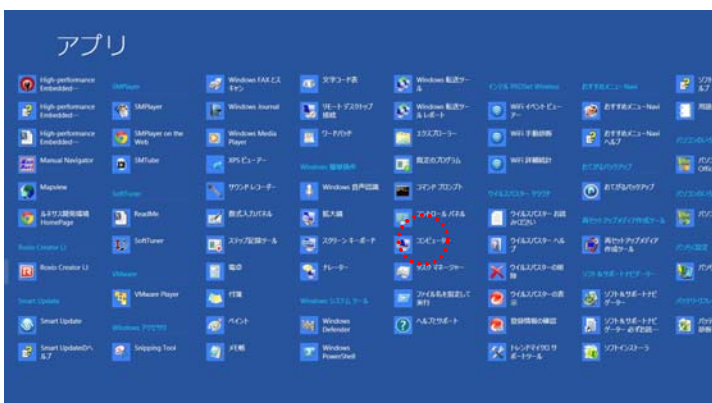 アプリ
High-performance
Embedded…
High-performance
Embedded…
High-performance
Embedded…
Manual Navigator
Mapview
ルネサス開発環境
HomePage
Roxio Creator LJ
Roxio Creator LJ
Smart Update
Smart Update
Smart Updateのヘ
ルプ
SMPlayer
SMPlayer
SMPlayer on the
Web
SMTube
SoftTuner
ReadMe
SoftTuner
VMware
VMware Player
Windows アクセサリ
Snipping Tool
Windows FAX とス
キャン
Windows Journal
Windows Media
Player
XPS ビューアー
サウンド レコーダー
数式入力パネル
ステップ記録ツール
電卓
付箋
ペイント
メモ帳
文字コード表
リモート デスクトップ
接続
ワードパッド
Windows 簡単操作
Windows 音声認識
拡大鏡
スクリーン キーボード
ナレーター
Windows システム ツール
Windows
Defender
Windows
PowerShell
Windows 転送ツー
ル
Windows 転送ツー
ル レポート
エクスプローラー
既定のプログラム
コマンド プロンプト
コントロール パネル
コンピューター
タスク マネージャー
ファイル名を指定して
実行
ヘルプとサポート
インテル PROSet Wireless
WiFi イベント ビュー
アー
WiFi 手動診断
WiFi 詳細統計
ウイルスバスター クラウド
ウイルスバスター お読
みください
ウイルスバスター ヘル
プ
ウイルスバスターの削
除
ウイルスバスターの表
示
登録情報の確認
トレンドマイクロ サ
ポートツール
おすすめメニューNavi
おすすめメニューNavi
おすすめメニューNavi
ヘルプ
おてがるバックアップ
おてがるバックアップ
再セットアップメディア作成ツール
再セットアップメディア
作成ツール
ソフト&サポートナビゲーター
ソフト&サポートナビ
ゲーター
ソフト&サポートナビ
ゲーター 必ずお読…
ソフトインストーラ